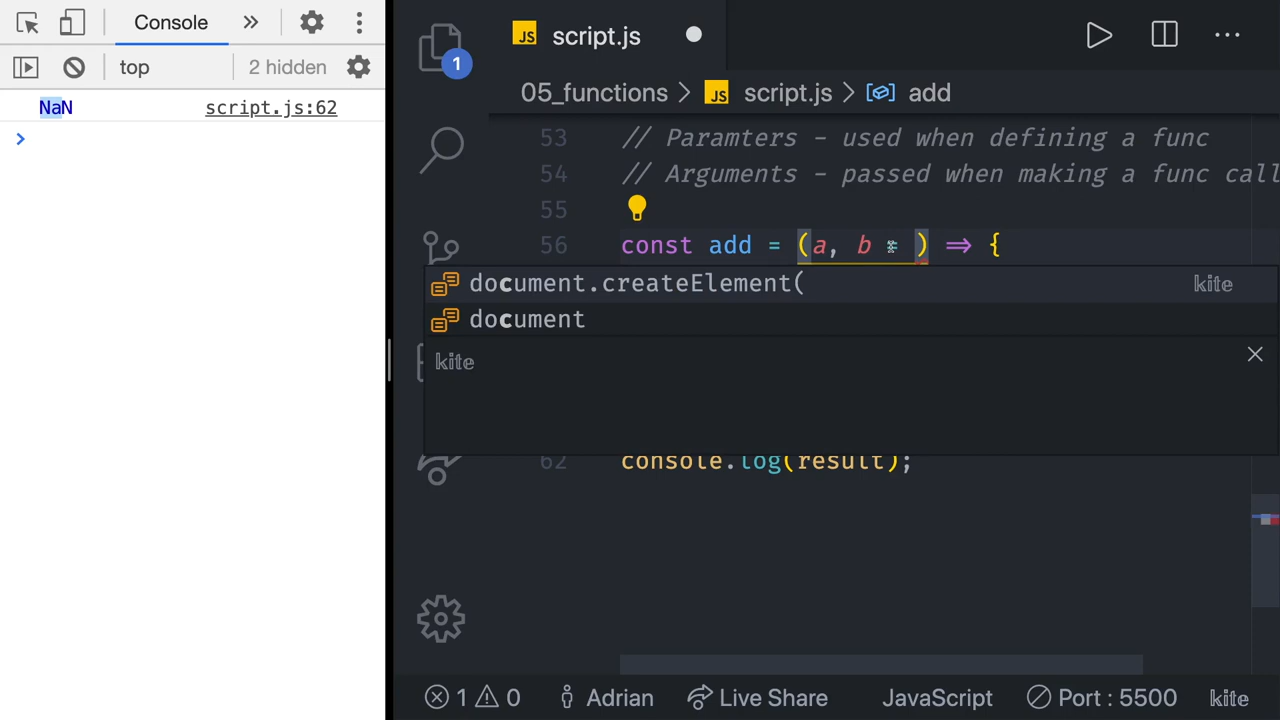 Console
top
2 hidden
NaN script.js:62
>
JS script.js
1
05_functions > JS script.js > add
53 // Paramters - used when defining a func
54 // Arguments - passed when making a func call
55
56 const add = (a, b = ) => {
document.createElement( kite
document
kite
62 console.log(result);
1 0 Adrian Live Share JavaScript Port : 5500 kite